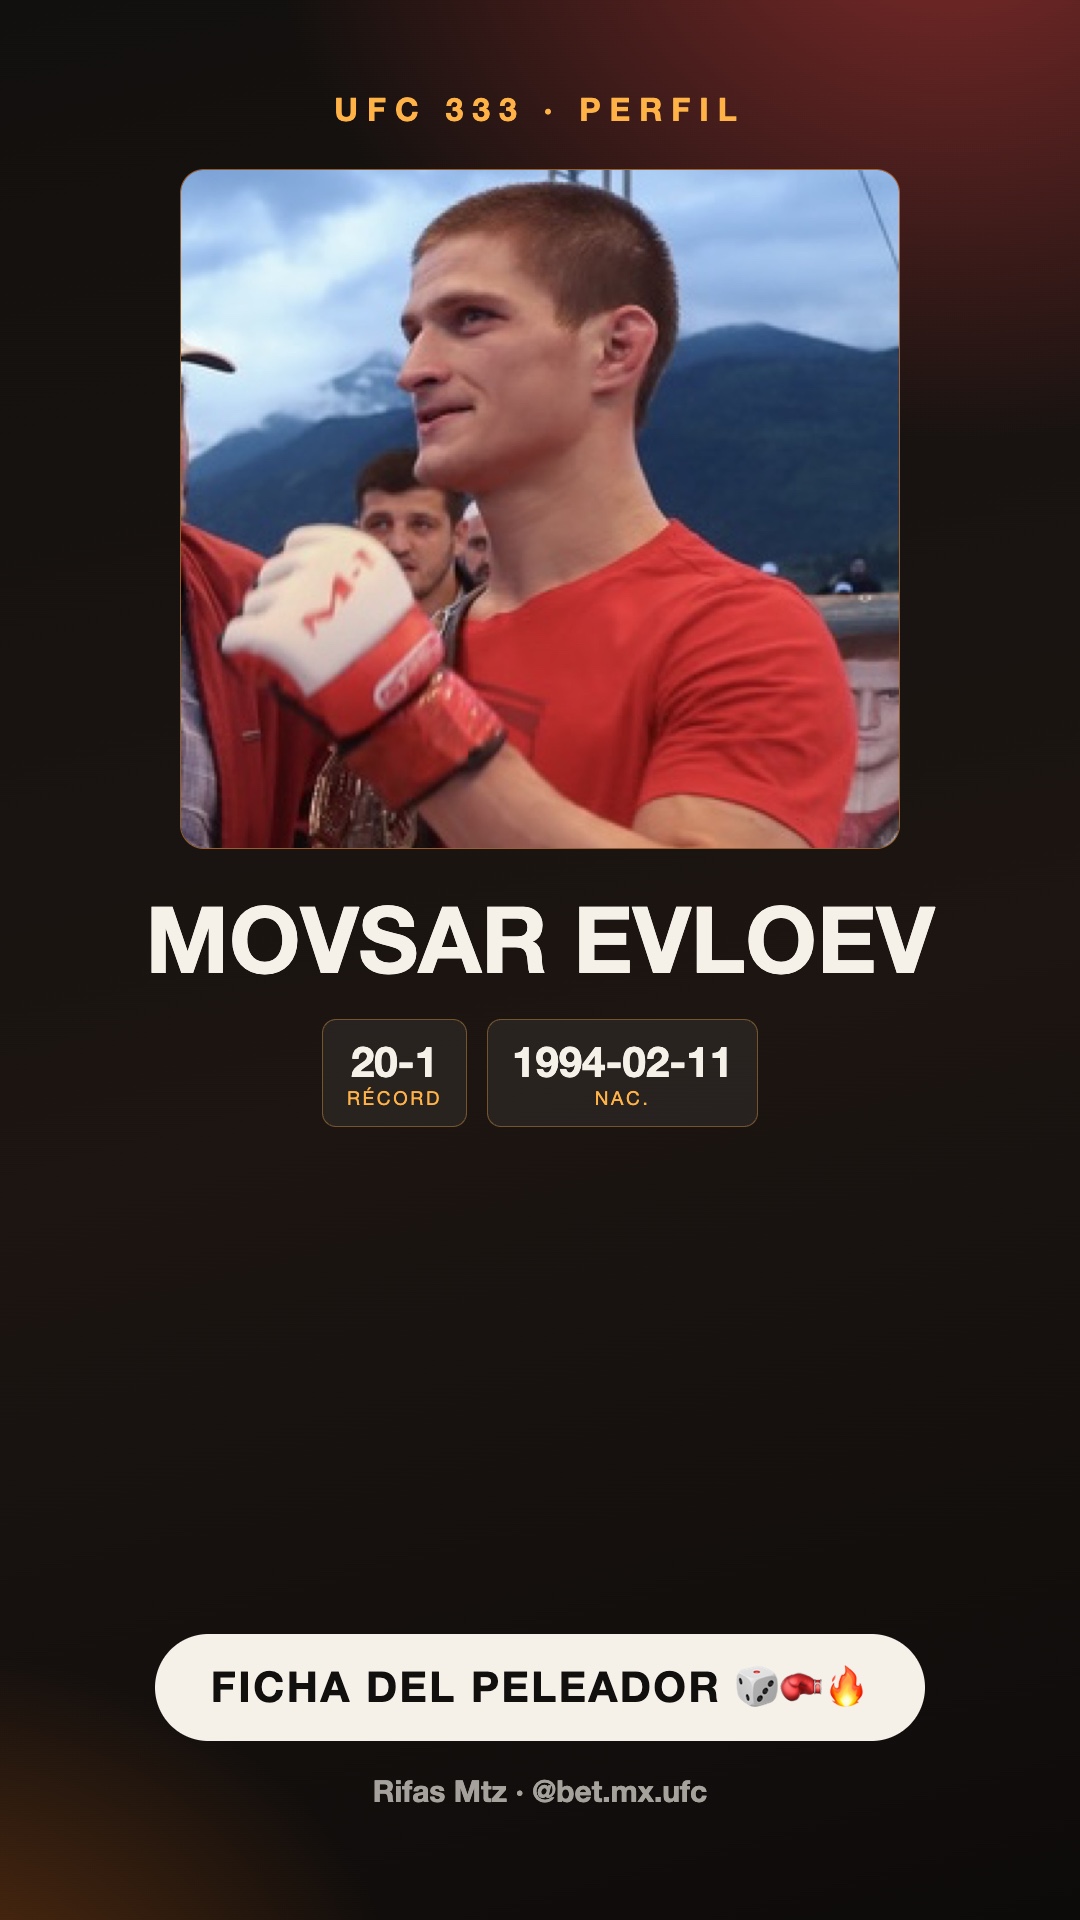 UFC 333 · PERFIL
M-1
MOVSAR EVLOEV
20-1
RÉCORD
1994-02-11
NAC.
FICHA DEL PELEADOR 🎲🥊🔥
Rifas Mtz · @bet.mx.ufc